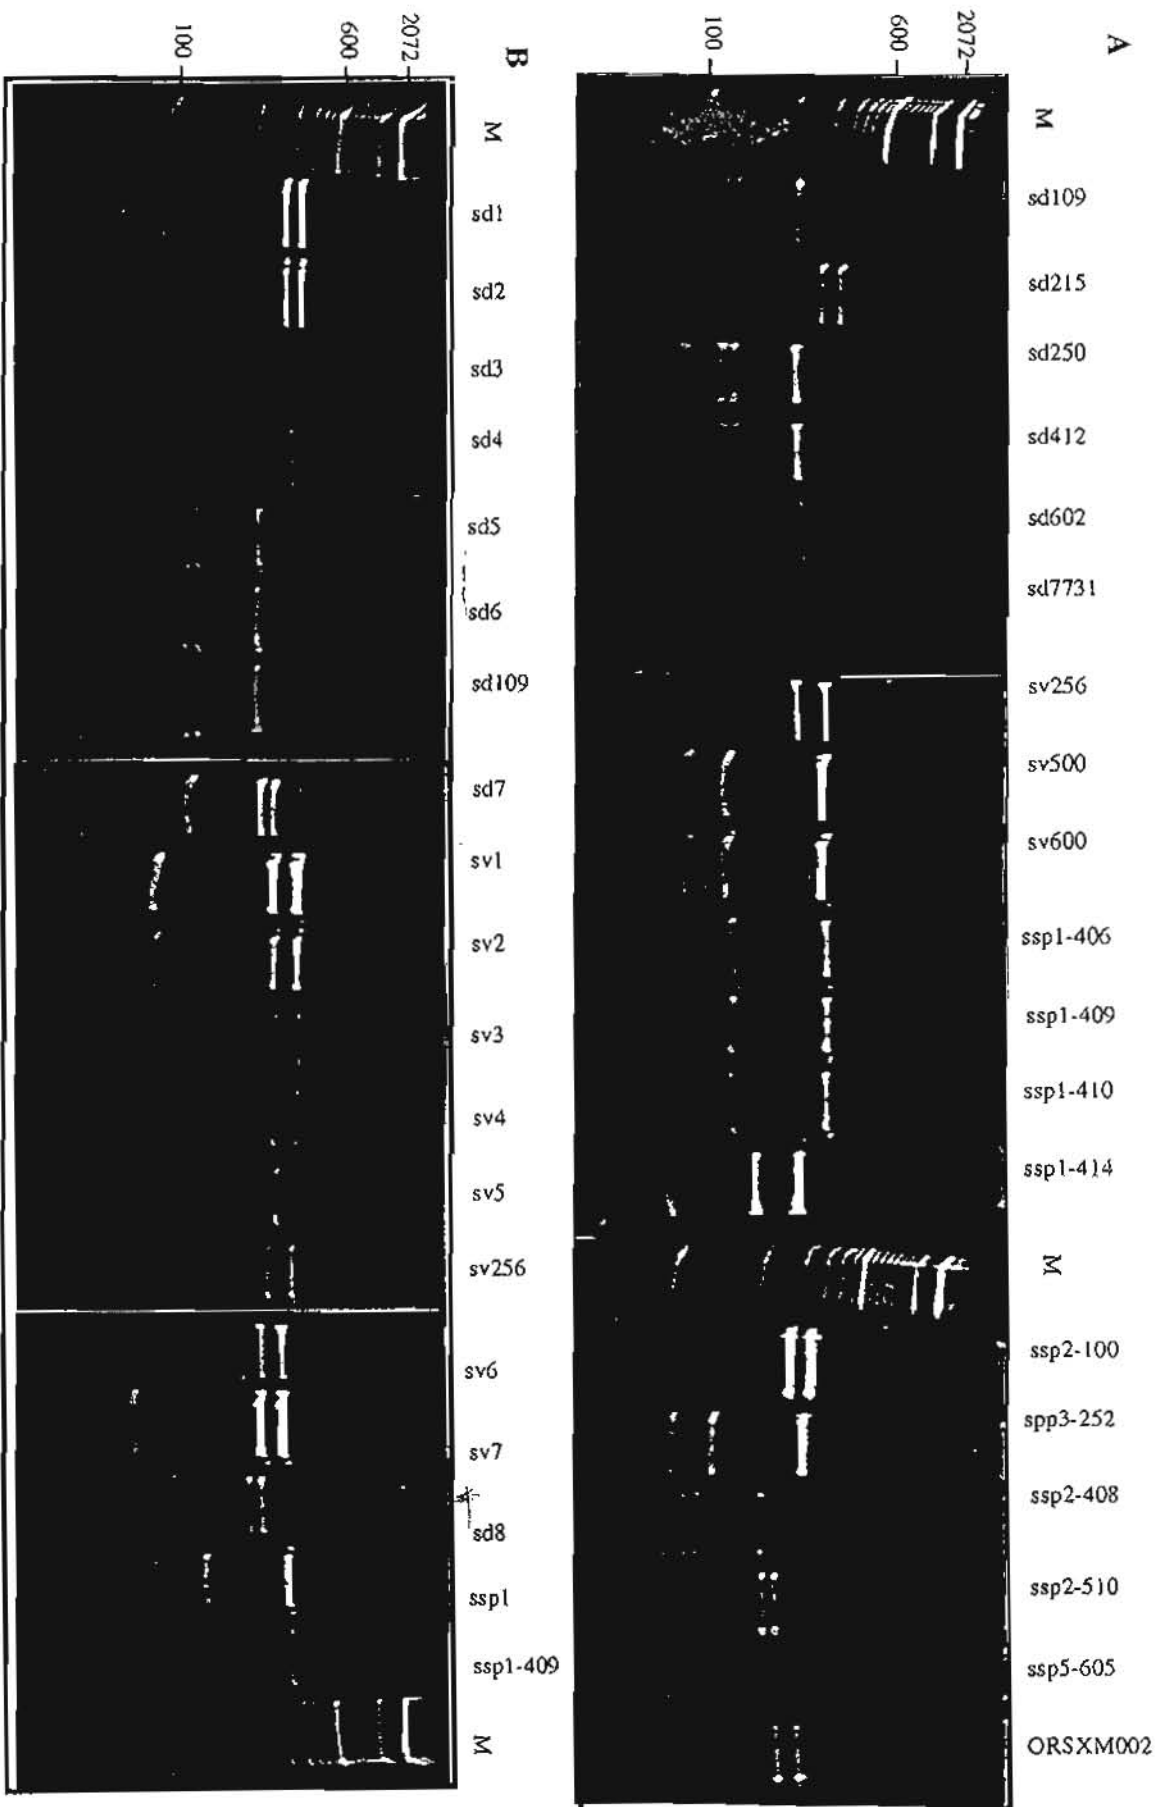 A
2072
600
100
M
sd109
sd215
sd250
sd412
sd602
sd7731
sv256
sv500
sv600
ssp1-406
ssp1-409
ssp1-410
ssp1-414
M
ssp2-100
spp3-252
ssp2-408
ssp2-510
ssp5-605
ORSXM002
B
2072
600
100
M
sd1
sd2
sd3
sd4
sd5
sd6
sd109
sd7
sv1
sv2
sv3
sv4
sv5
sv256
sv6
sv7
sd8
ssp1
ssp1-409
M